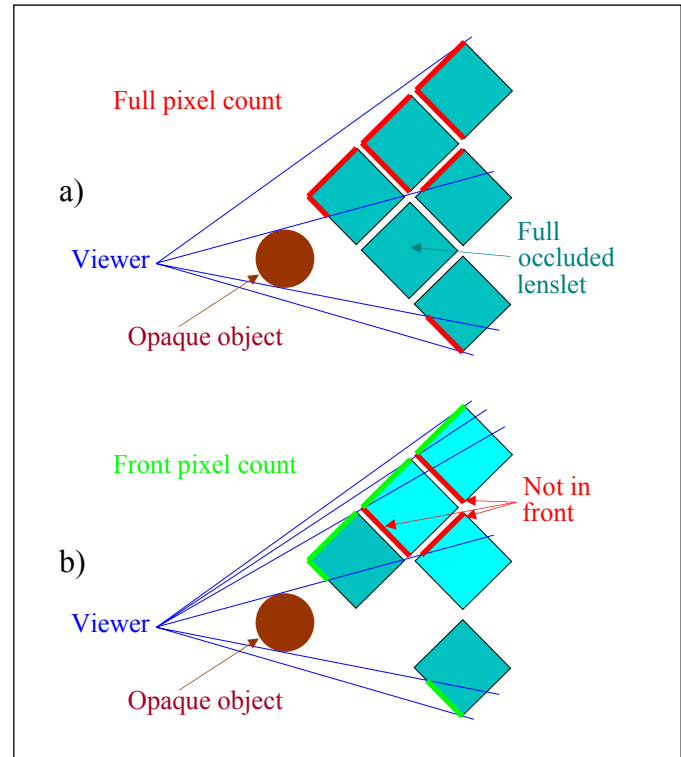 Full pixel count
a)
Full
occluded
lenslet
Viewer
Opaque object
Front pixel count
Not in
front
b)
Viewer
Opaque object